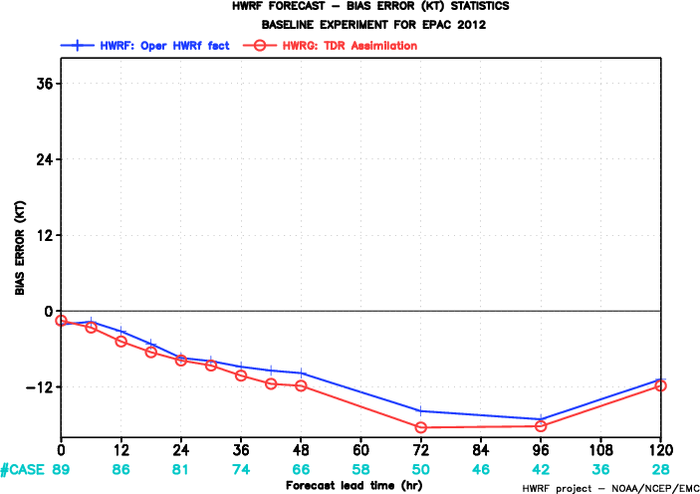 HWRF FORECAST – BIAS ERROR (KT) STATISTICS
BASELINE EXPERIMENT FOR EPAC 2012
HWRF: Oper HWRf fact HWRG: TDR Assimilation
36
24
12
0
−12
BIAS ERROR (KT)
0 12 24 36 48 60 72 84 96 108 120
#CASE 89 86 81 74 66 58 50 46 42 36 28
Forecast lead time (hr)
HWRF project – NOAA/NCEP/EMC